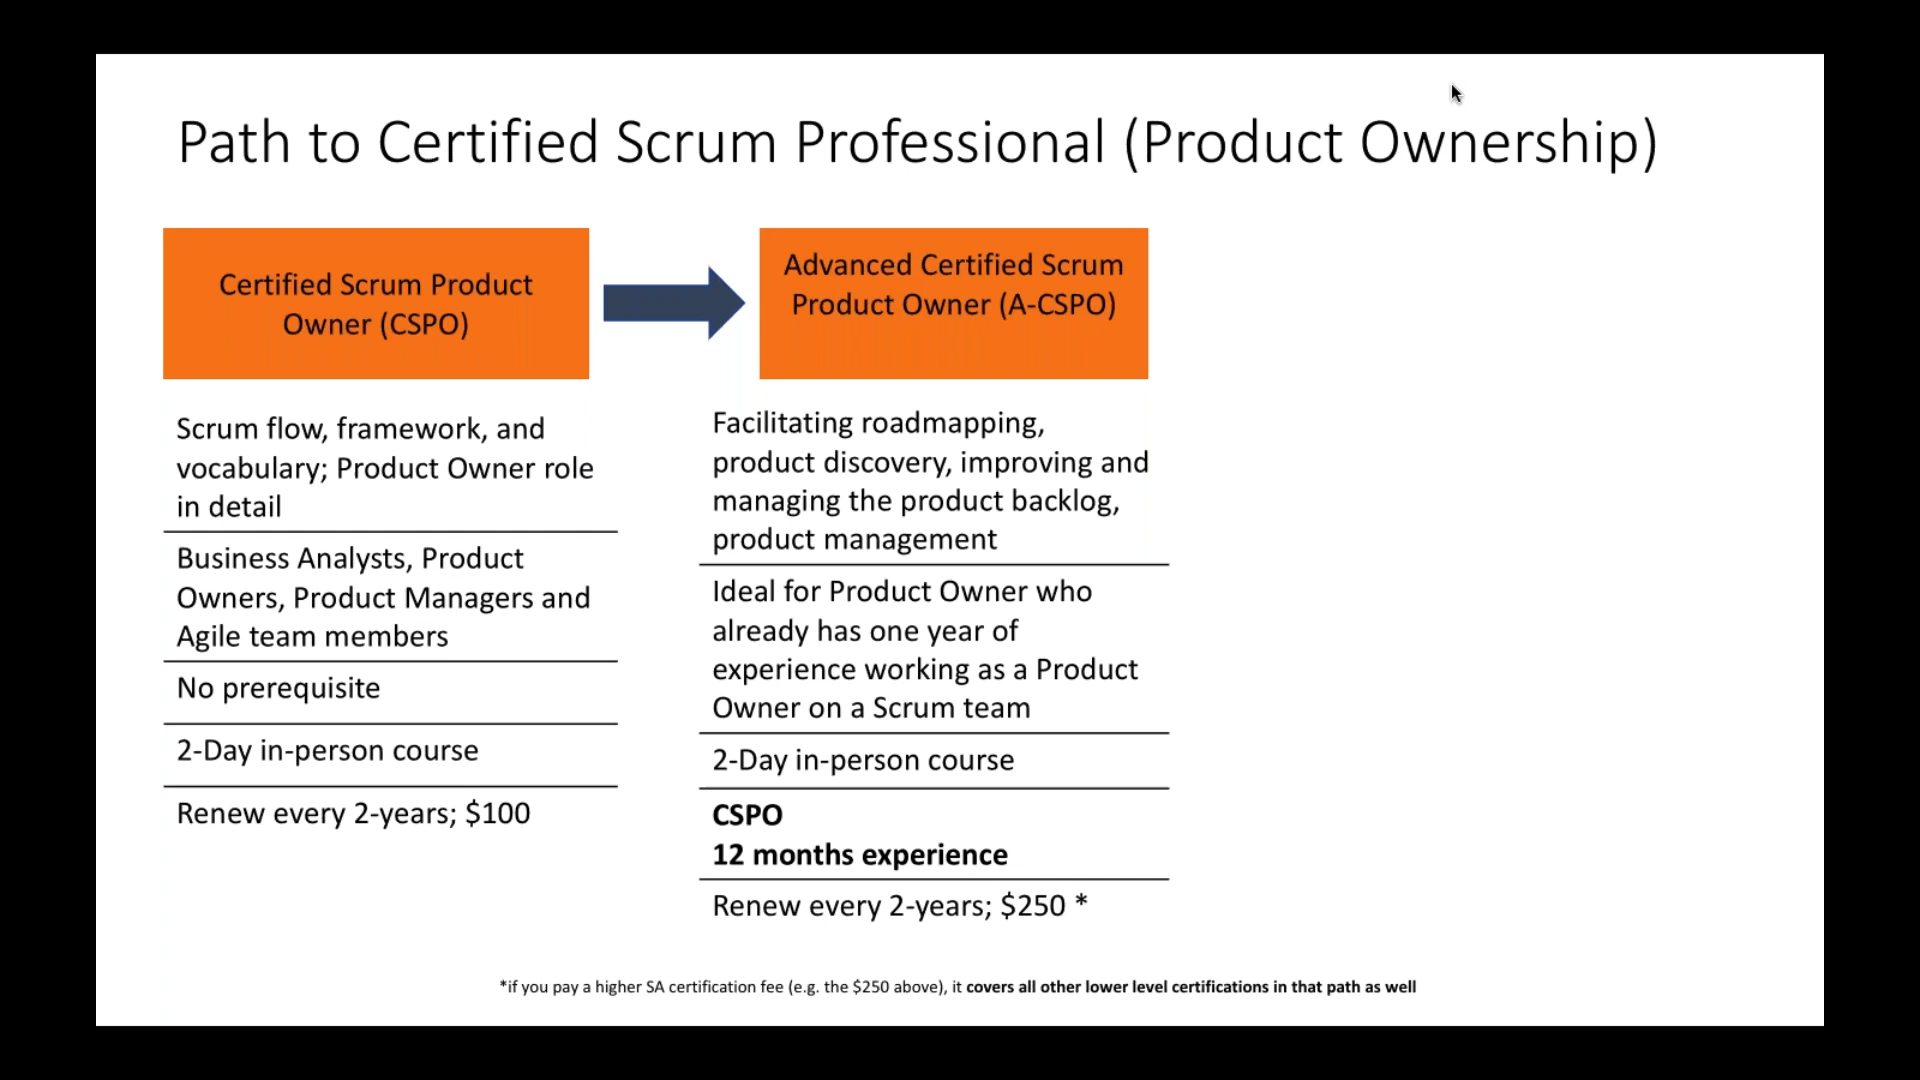 Path to Certified Scrum Professional (Product Ownership)
Certified Scrum Product
Owner (CSPO)
Scrum flow, framework, and
vocabulary; Product Owner role
in detail
Business Analysts, Product
Owners, Product Managers and
Agile team members
No prerequisite
2-Day in-person course
Renew every 2-years; $100
Advanced Certified Scrum
Product Owner (A-CSPO)
Facilitating roadmapping,
product discovery, improving and
managing the product backlog,
product management
Ideal for Product Owner who
already has one year of
experience working as a Product
Owner on a Scrum team
2-Day in-person course
CSPO
12 months experience
Renew every 2-years; $250 *
*if you pay a higher SA certification fee (e.g. the $250 above), it covers all other lower level certifications in that path as well